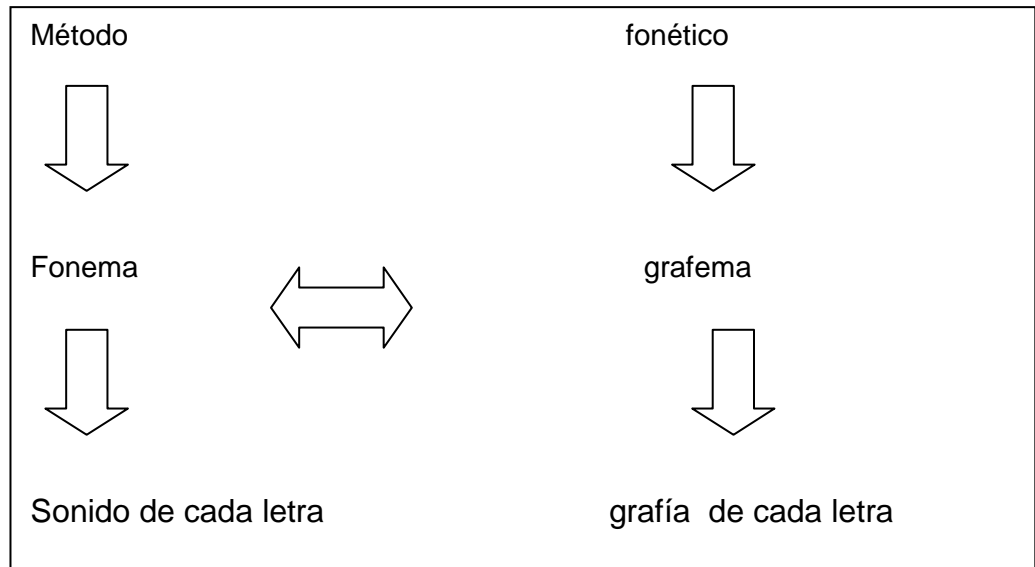 Método fonético
Fonema grafema
Sonido de cada letra grafía de cada letra